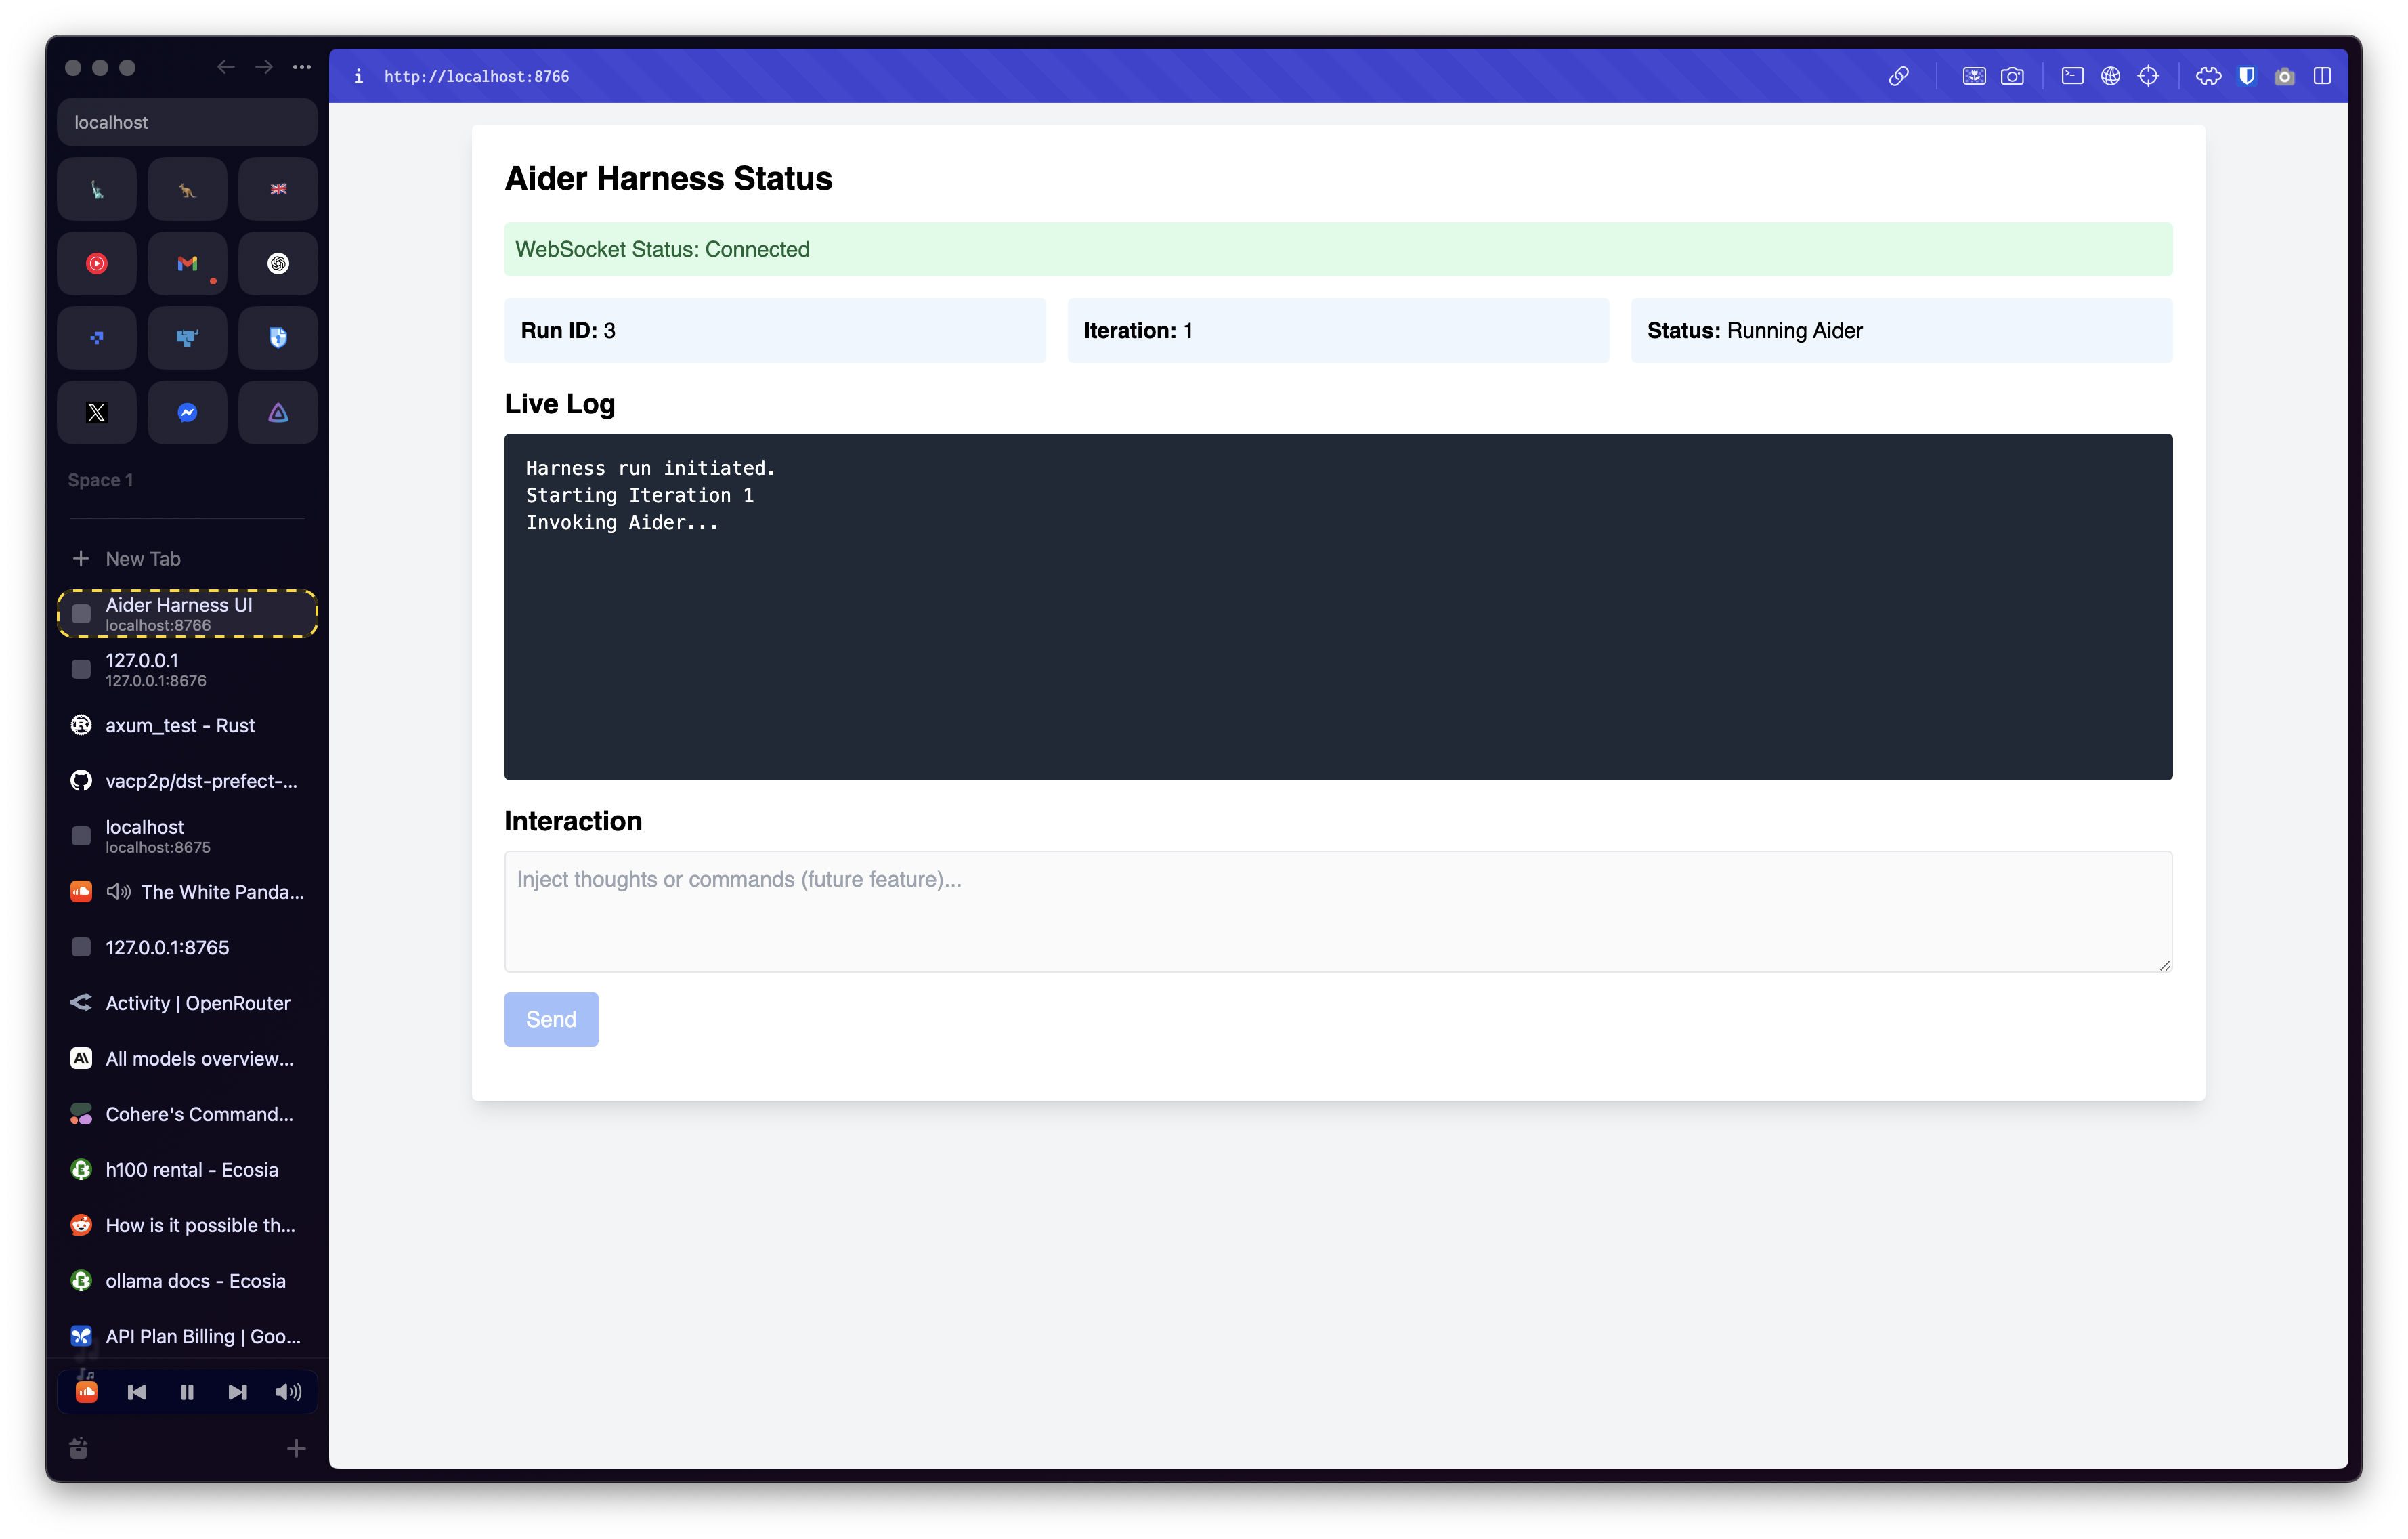 http://localhost:8766
localhost
Space 1
New Tab
Aider Harness UI
localhost:8766
127.0.0.1
127.0.0.1:8676
axum_test - Rust
vacp2p/dst-prefect-...
localhost
localhost:8675
The White Panda...
127.0.0.1:8765
Activity | OpenRouter
All models overview...
Cohere's Command...
h100 rental - Ecosia
How is it possible th...
ollama docs - Ecosia
API Plan Billing | Goo...
Aider Harness Status
WebSocket Status: Connected
Run ID: 3
Iteration: 1
Status: Running Aider
Live Log
Harness run initiated.
Starting Iteration 1
Invoking Aider...
Interaction
Inject thoughts or commands (future feature)...
Send